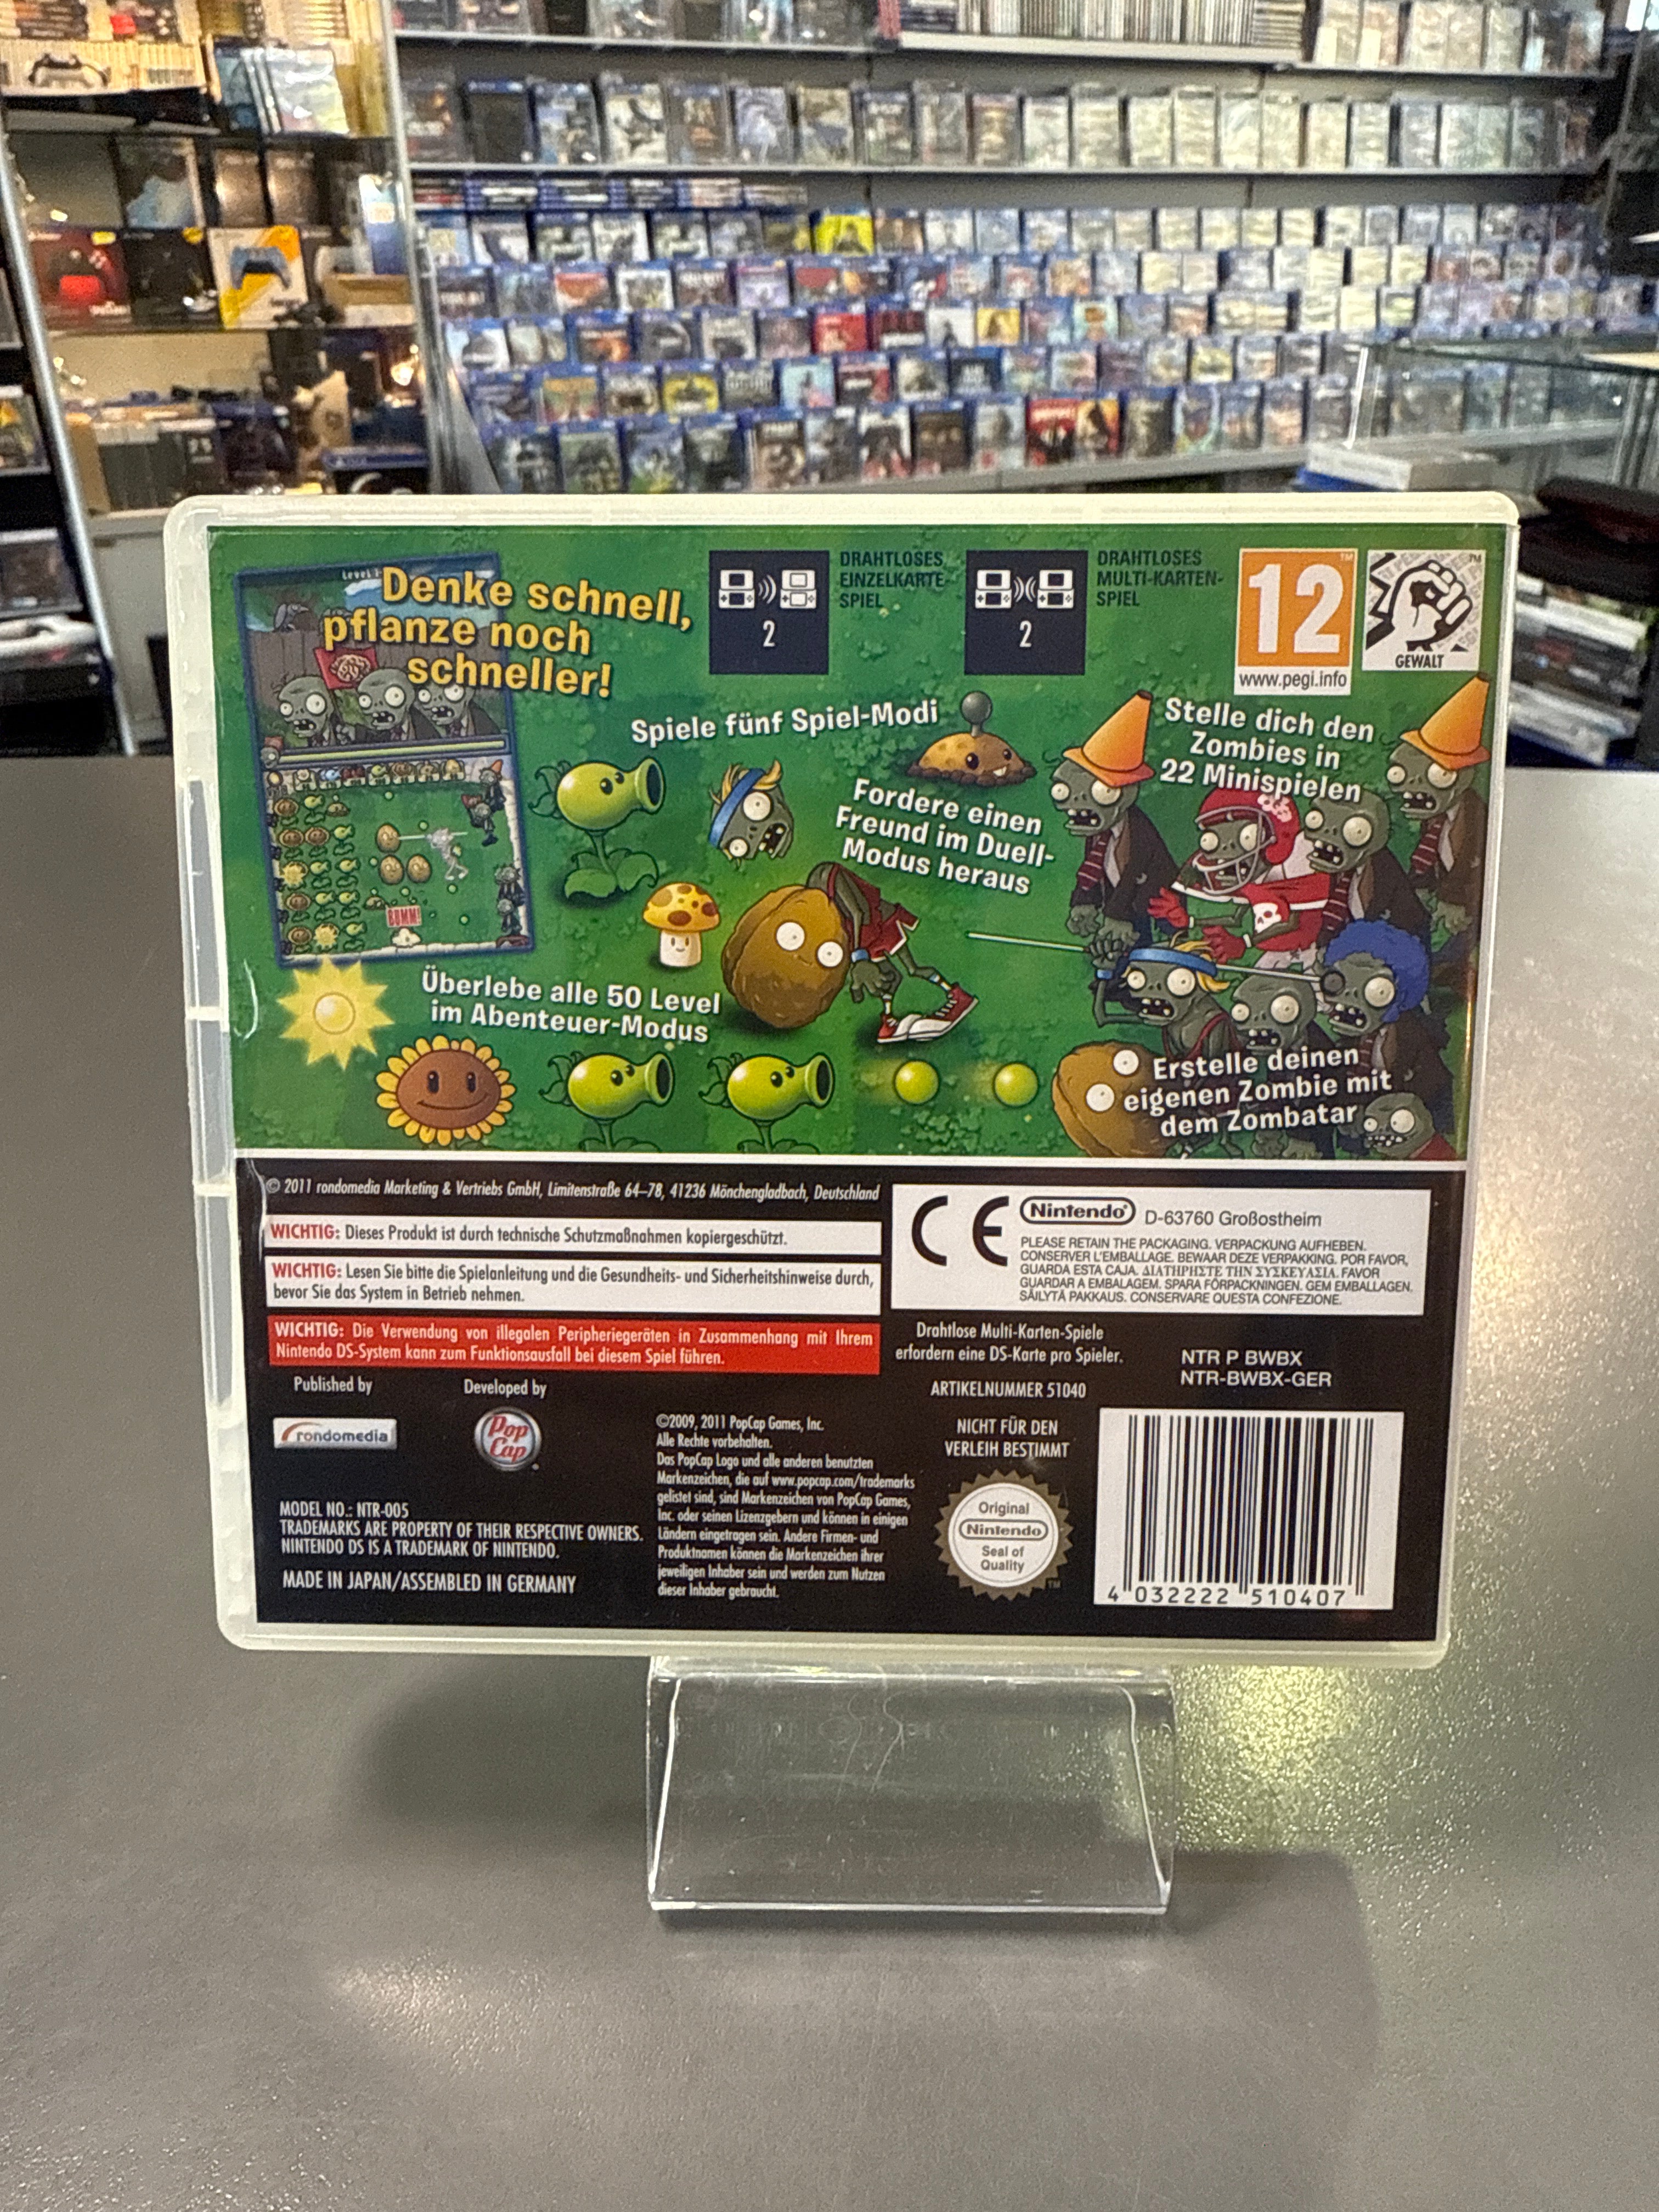 Level 1
Denke schnell,
pflanze noch
schneller!
DRAHTLOSES
EINZELKARTE-
SPIEL
2
DRAHTLOSES
MULTI-KARTEN-
SPIEL
2
12
www.pegi.info
GEWALT
Spiele fünf Spiel-Modi
Stelle dich den
Zombies in
22 Minispielen
Fordere einen
Freund im Duell-
Modus heraus
BUMM!
Überlebe alle 50 Level
im Abenteuer-Modus
Erstelle deinen
eigenen Zombie mit
dem Zombatar
© 2011 rondomedia Marketing & Vertriebs GmbH, Limitenstraße 64–78, 41236 Mönchengladbach, Deutschland
WICHTIG: Dieses Produkt ist durch technische Schutzmaßnahmen kopiergeschützt.
WICHTIG: Lesen Sie bitte die Spielanleitung und die Gesundheits- und Sicherheitshinweise durch,
bevor Sie das System in Betrieb nehmen.
WICHTIG: Die Verwendung von illegalen Peripheriegeräten in Zusammenhang mit Ihrem
Nintendo DS-System kann zum Funktionsausfall bei diesem Spiel führen.
CE
Nintendo® D-63760 Großostheim
PLEASE RETAIN THE PACKAGING. VERPACKUNG AUFHEBEN.
CONSERVER L'EMBALLAGE. BEWAAR DEZE VERPAKKING. POR FAVOR,
GUARDA ESTA CAJA. ΔΙΑΤΗΡΗΣΤΕ ΤΗΝ ΣΥΣΚΕΥΑΣΙΑ. FAVOR
GUARDAR A EMBALAGEM. SPARA FÖRPACKNINGEN. GEM EMBALLAGEN.
SÄILYTÄ PAKKAUS. CONSERVARE QUESTA CONFEZIONE.
Drahtlose Multi-Karten-Spiele
erfordern eine DS-Karte pro Spieler.
ARTIKELNUMMER 51040
NTR P BWBX
NTR-BWBX-GER
Published by
rondomedia
Developed by
PopCap
©2009, 2011 PopCap Games, Inc.
Alle Rechte vorbehalten.
Das PopCap Logo und alle anderen benutzten
Markenzeichen, die auf www.popcap.com/trademarks
gelistet sind, sind Markenzeichen von PopCap Games,
Inc. oder seinen Lizenzgebern und können in einigen
Ländern eingetragen sein. Andere Firmen- und
Produktnamen können die Markenzeichen ihrer
jeweiligen Inhaber sein und werden zum Nutzen
dieser Inhaber gebraucht.
NICHT FÜR DEN
VERLEIH BESTIMMT
Original
Nintendo
Seal of
Quality
TM
MODEL NO.: NTR-005
TRADEMARKS ARE PROPERTY OF THEIR RESPECTIVE OWNERS.
NINTENDO DS IS A TRADEMARK OF NINTENDO.
MADE IN JAPAN/ASSEMBLED IN GERMANY
4 032222 510407